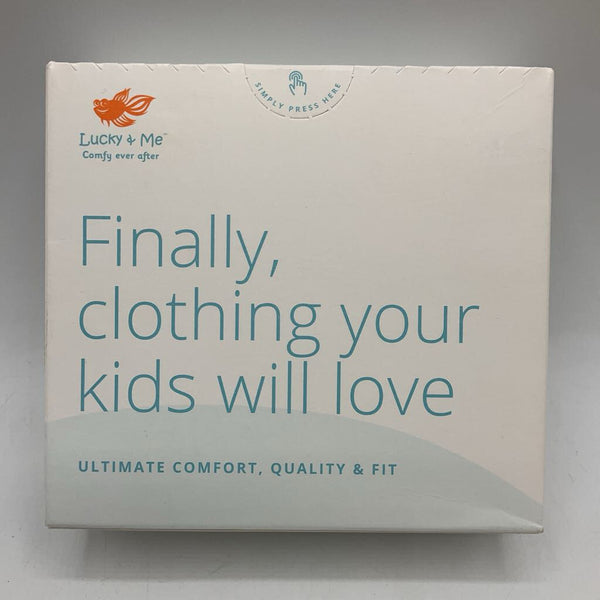 SIMPLY PRESS HERE
Lucky & Me™
Comfy ever after
Finally,
clothing your
kids will love
ULTIMATE COMFORT, QUALITY & FIT